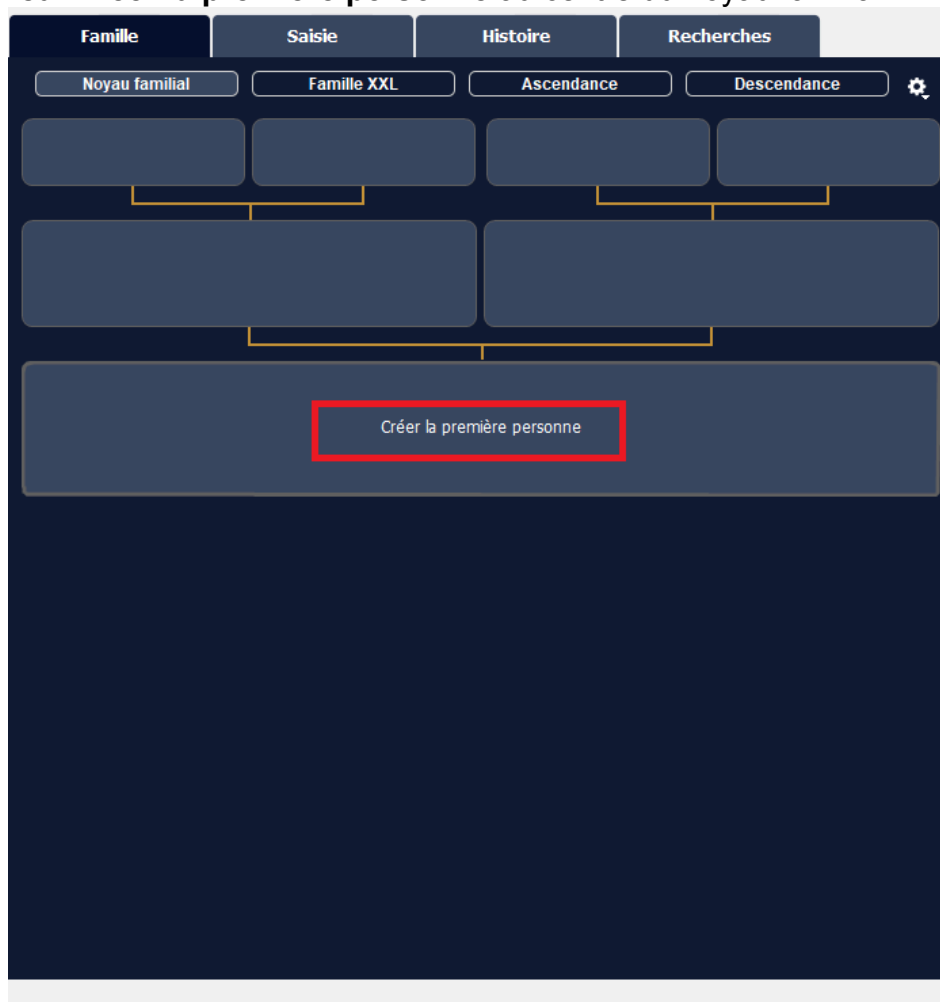 Famille Saisie Histoire Recherches
Noyau familial Famille XXL Ascendance Descendance
Créer la première personne